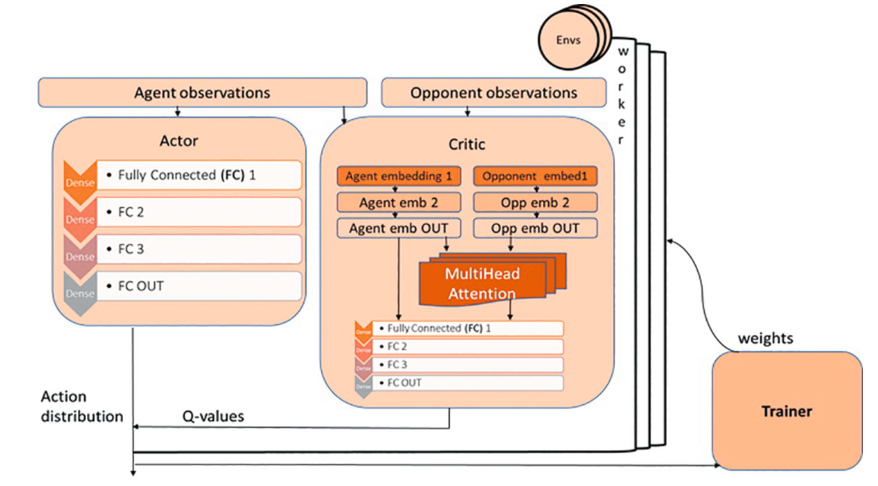 Envs
worker
Agent observations
Opponent observations
Actor
Dense
• Fully Connected (FC) 1
Dense
• FC 2
Dense
• FC 3
Dense
• FC OUT
Critic
Agent embedding 1
Opponent embed1
Agent emb 2
Opp emb 2
Agent emb OUT
Opp emb OUT
MultiHead
Attention
Dense
• Fully Connected (FC) 1
Dense
• FC 2
Dense
• FC 3
Dense
• FC OUT
weights
Trainer
Action
distribution
Q-values